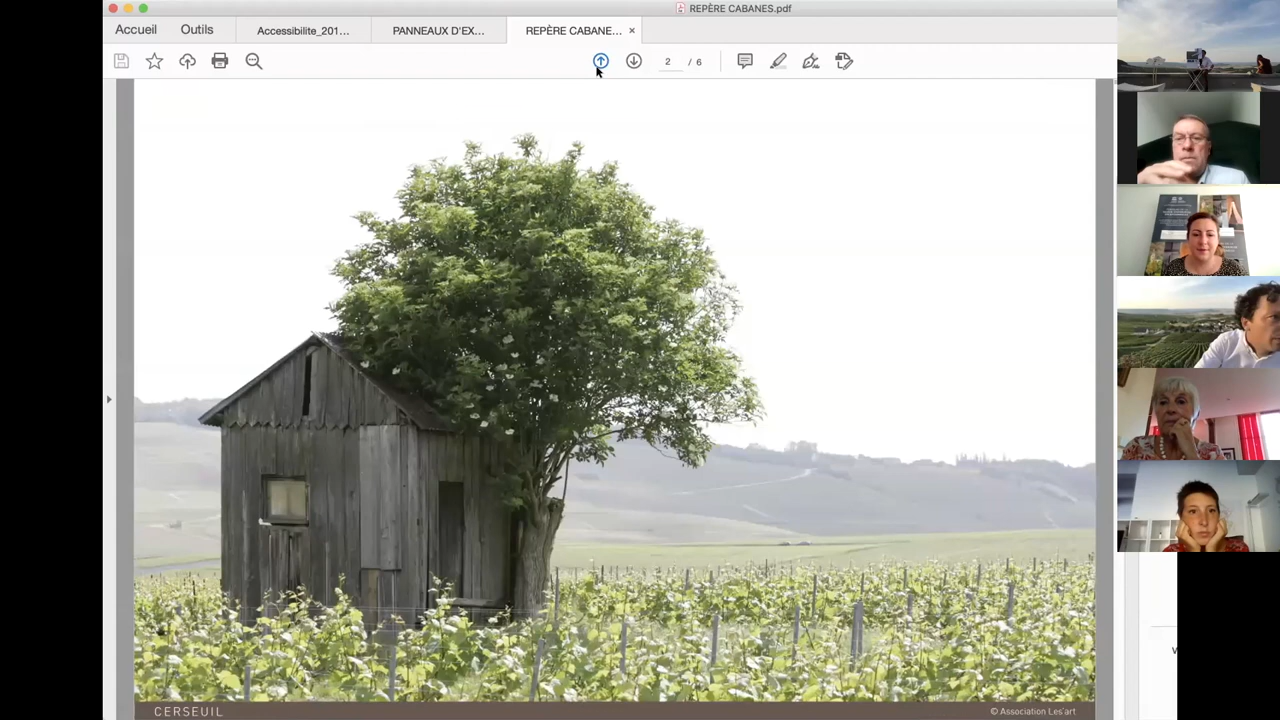 REPÈRE CABANES.pdf
Accueil Outils Accessibilite_201... PANNEAUX D'EX... REPÈRE CABANE... ×
2 / 6
CERSEUIL
© Association Les'art